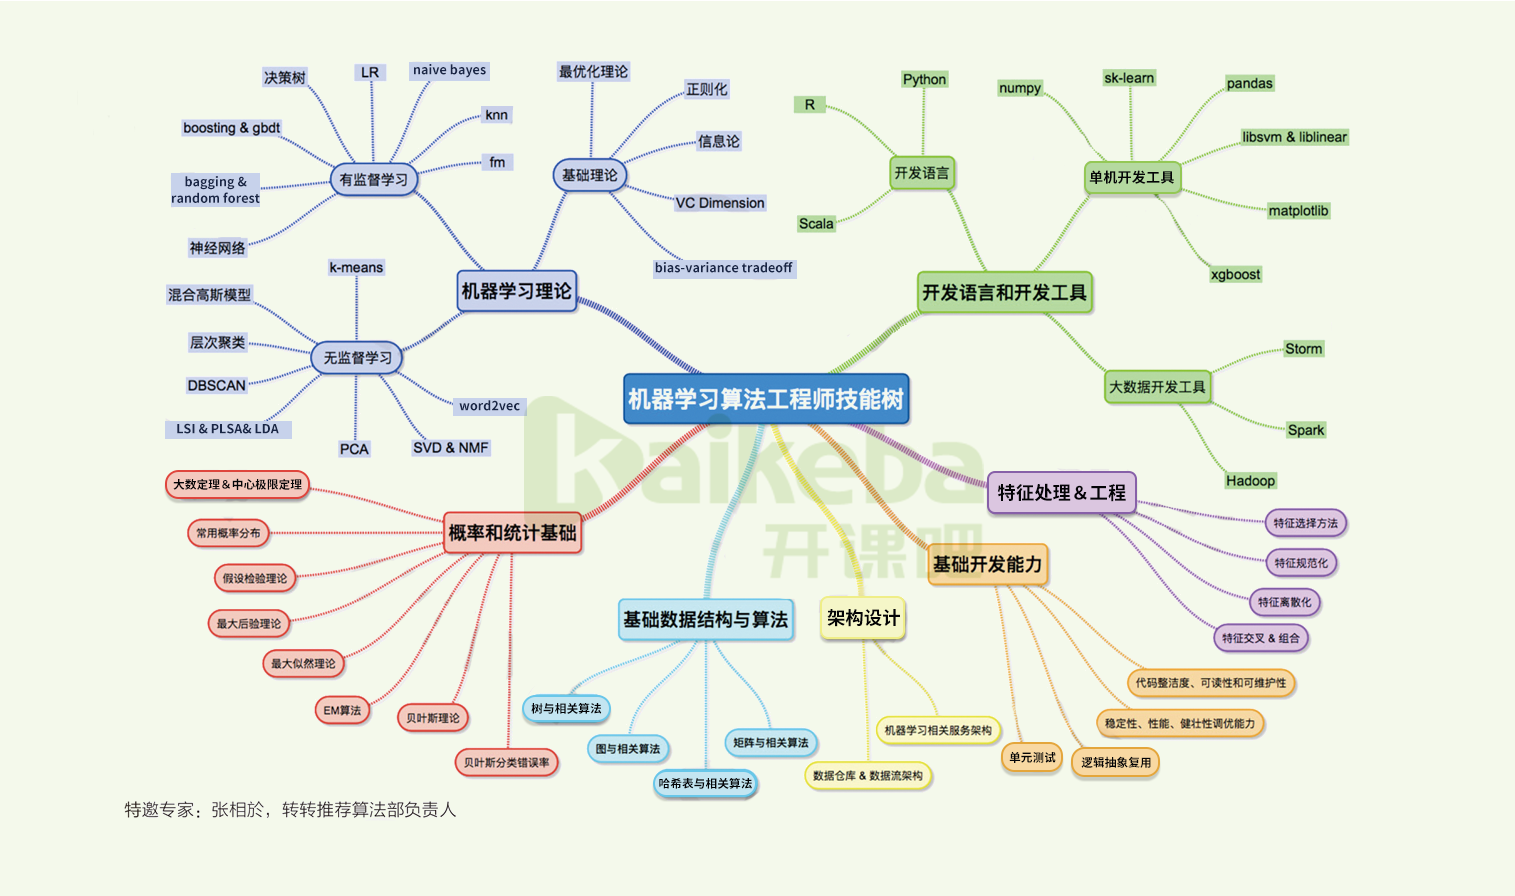 机器学习算法工程师技能树
机器学习理论
有监督学习
决策树
LR
naive bayes
knn
fm
boosting & gbdt
bagging &
random forest
神经网络
基础理论
最优化理论
正则化
信息论
VC Dimension
bias-variance tradeoff
无监督学习
k-means
混合高斯模型
层次聚类
DBSCAN
LSI & PLSA& LDA
PCA
SVD & NMF
word2vec
开发语言和开发工具
开发语言
R
Python
Scala
单机开发工具
numpy
sk-learn
pandas
libsvm & liblinear
matplotlib
xgboost
大数据开发工具
Storm
Spark
Hadoop
kaikeba
开课吧
概率和统计基础
大数定理＆中心极限定理
常用概率分布
假设检验理论
最大后验理论
最大似然理论
EM算法
贝叶斯理论
贝叶斯分类错误率
基础数据结构与算法
树与相关算法
图与相关算法
哈希表与相关算法
矩阵与相关算法
架构设计
机器学习相关服务架构
数据仓库 & 数据流架构
基础开发能力
代码整洁度、可读性和可维护性
稳定性、性能、健壮性调优能力
单元测试
逻辑抽象复用
特征处理＆工程
特征选择方法
特征规范化
特征离散化
特征交叉 & 组合
特邀专家：张相於，转转推荐算法部负责人